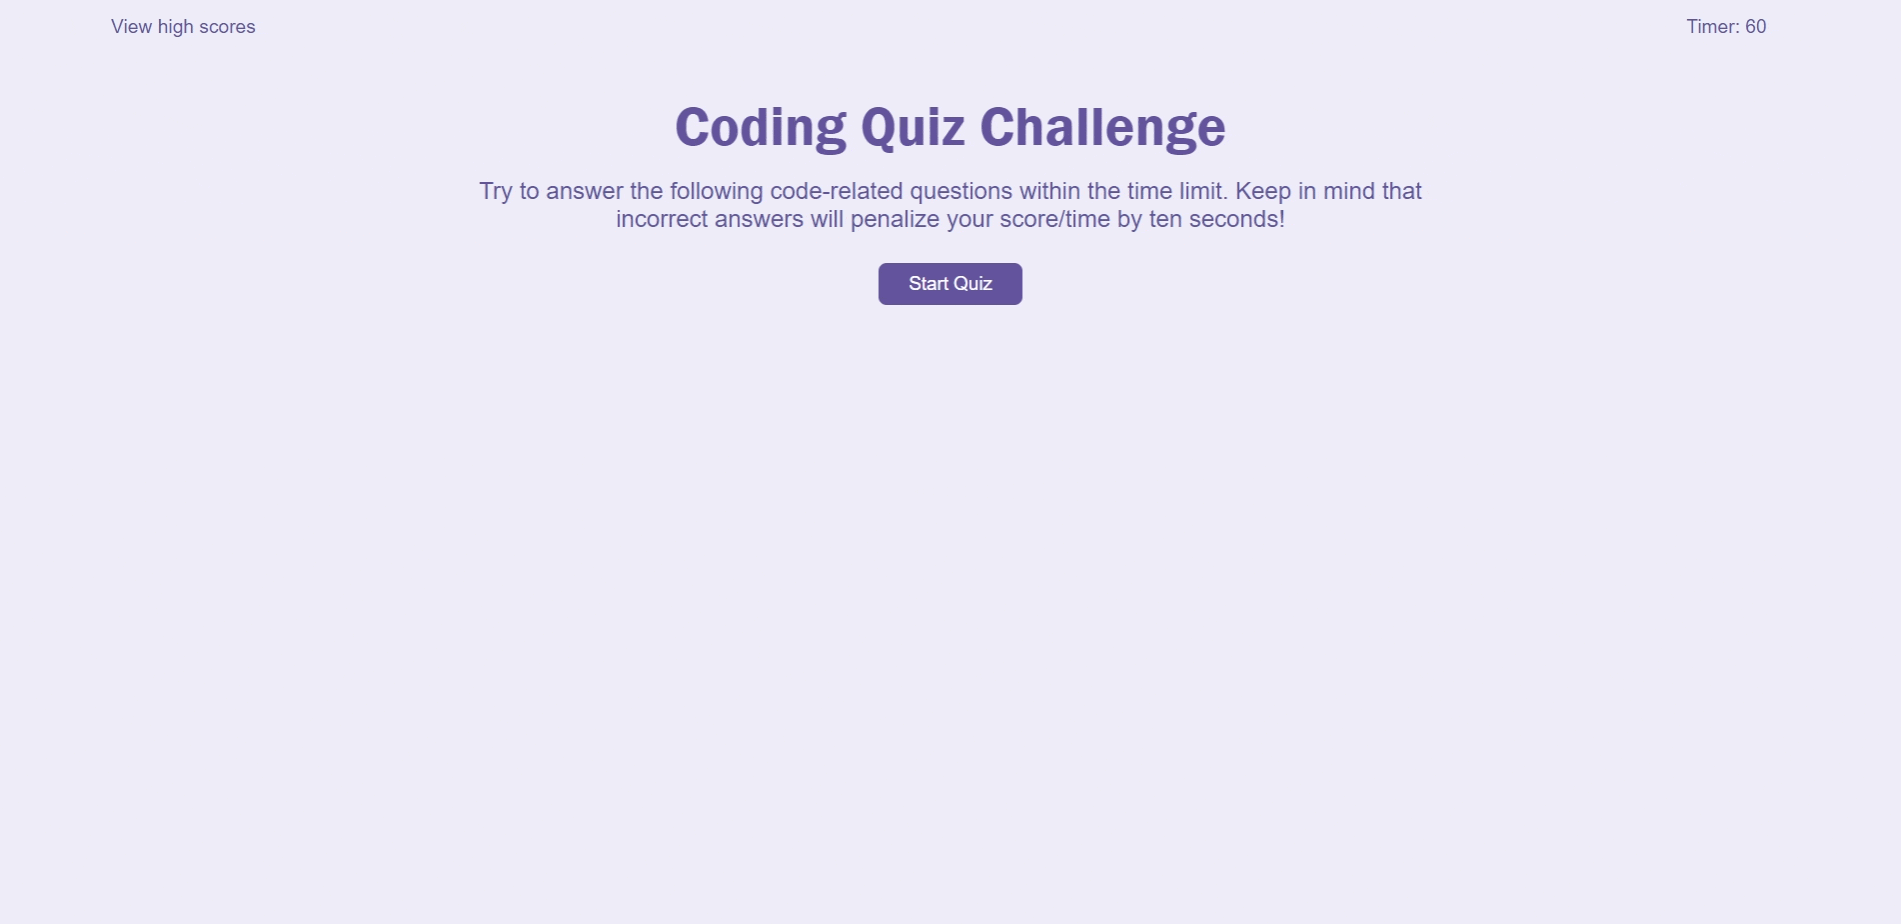 View high scores
Timer: 60
Coding Quiz Challenge
Try to answer the following code-related questions within the time limit. Keep in mind that
incorrect answers will penalize your score/time by ten seconds!
Start Quiz